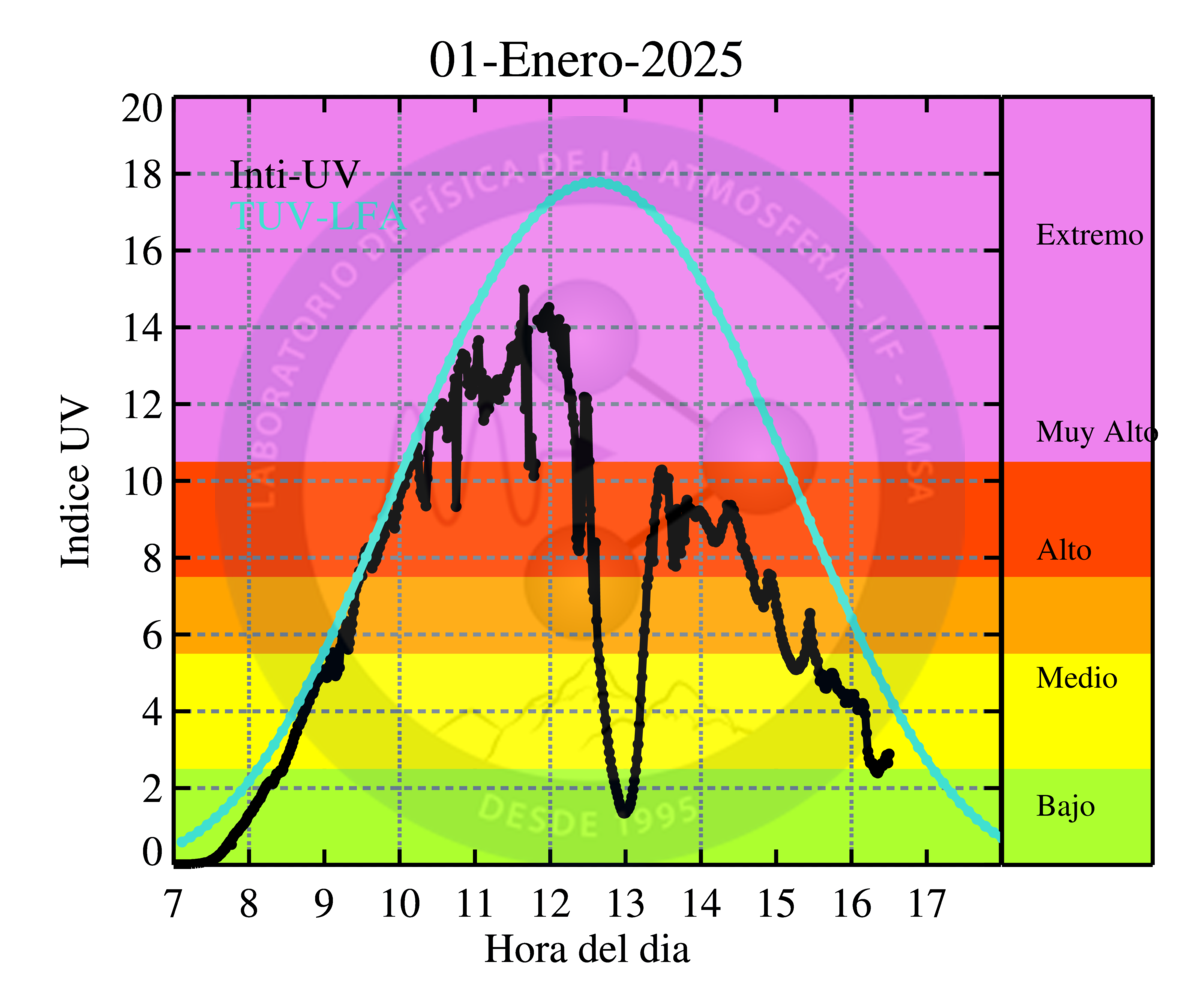 01-Enero-2025
20
18
16
14
12
10
8
6
4
2
0
Indice UV
Inti-UV
TUV-LFA
LABORATORIO DE FÍSICA DE LA ATMÓSFERA - IIF - UMSA
DESDE 1995
Extremo
Muy Alto
Alto
Medio
Bajo
7 8 9 10 11 12 13 14 15 16 17
Hora del dia